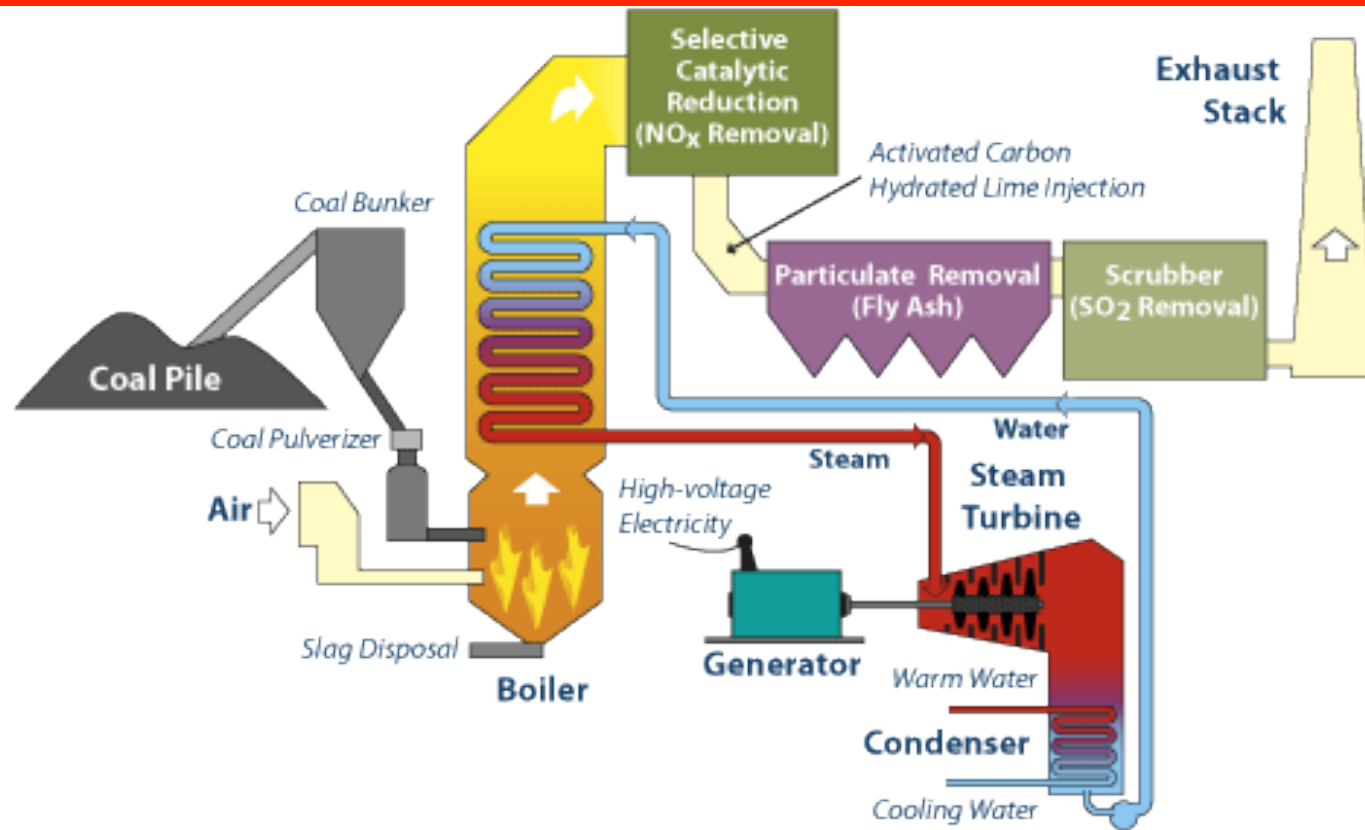 Selective
Catalytic
Reduction
(NOX Removal)
Exhaust
Stack
Activated Carbon
Hydrated Lime Injection
Coal Bunker
Particulate Removal
(Fly Ash)
Scrubber
(SO2 Removal)
Coal Pile
Coal Pulverizer
Water
Steam
Air
High-voltage
Electricity
Steam
Turbine
Slag Disposal
Boiler
Generator
Warm Water
Condenser
Cooling Water